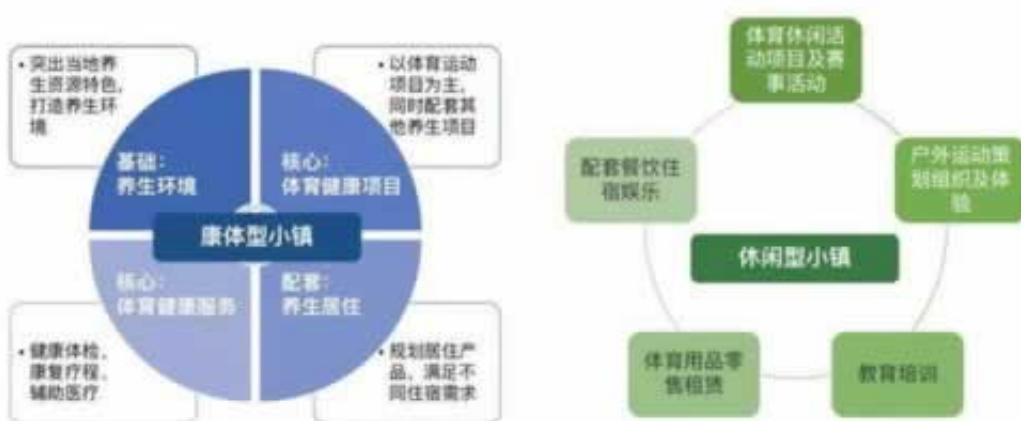 • 突出当地养
生资源特色,
打造养生环
境
• 以体育运动
项目为主,
同时配套其
他养生项目
基础:
养生环境
核心:
体育健康项目
康体型小镇
核心:
体育健康服务
配套:
养生居住
• 健康体检、
康复疗程、
辅助医疗
• 规划居住产
品、满足不
同住宿需求
体育休闲活
动项目及赛
事活动
配套餐饮住
宿娱乐
户外运动策
划组织及体
验
休闲型小镇
体育用品零
售租赁
教育培训